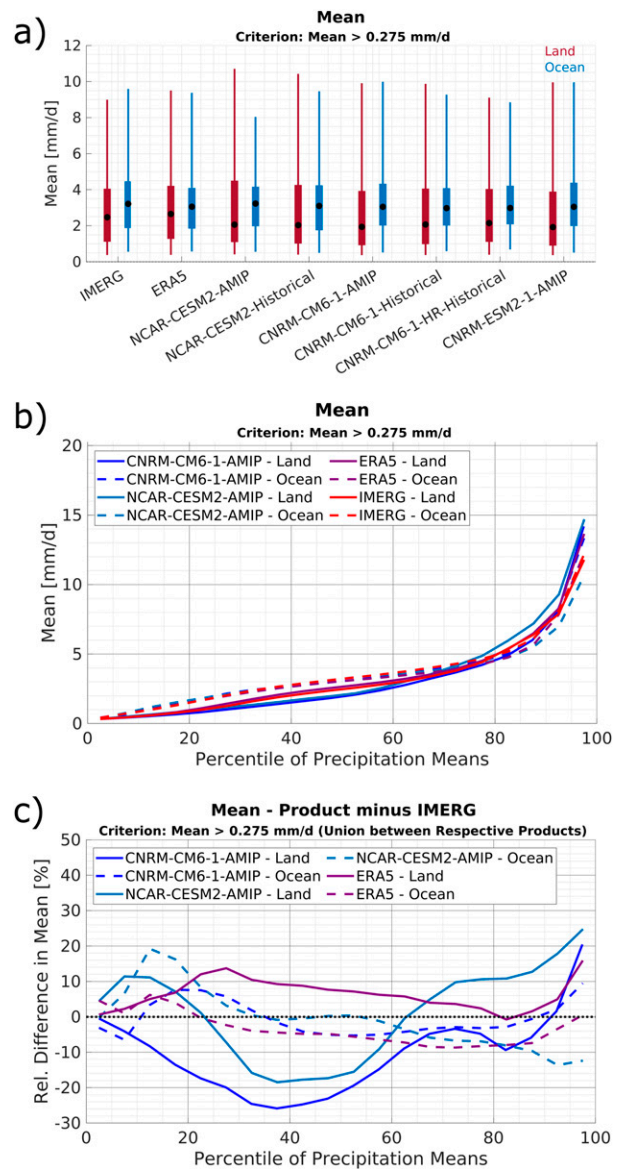 a)
Mean
Criterion: Mean > 0.275 mm/d
Land
Ocean
Mean [mm/d]
12
10
8
6
4
2
0
IMERG
ERA5
NCAR-CESM2-AMIP
NCAR-CESM2-Historical
CNRM-CM6-1-AMIP
CNRM-CM6-1-Historical
CNRM-CM6-1-HR-Historical
CNRM-ESM2-1-AMIP
b)
Mean
Criterion: Mean > 0.275 mm/d
CNRM-CM6-1-AMIP - Land
CNRM-CM6-1-AMIP - Ocean
NCAR-CESM2-AMIP - Land
NCAR-CESM2-AMIP - Ocean
ERA5 - Land
ERA5 - Ocean
IMERG - Land
IMERG - Ocean
Mean [mm/d]
20
15
10
5
0
0 20 40 60 80 100
Percentile of Precipitation Means
c)
Mean - Product minus IMERG
Criterion: Mean > 0.275 mm/d (Union between Respective Products)
CNRM-CM6-1-AMIP - Land
CNRM-CM6-1-AMIP - Ocean
NCAR-CESM2-AMIP - Land
NCAR-CESM2-AMIP - Ocean
ERA5 - Land
ERA5 - Ocean
Rel. Difference in Mean [%]
50
40
30
20
10
0
-10
-20
-30
0 20 40 60 80 100
Percentile of Precipitation Means